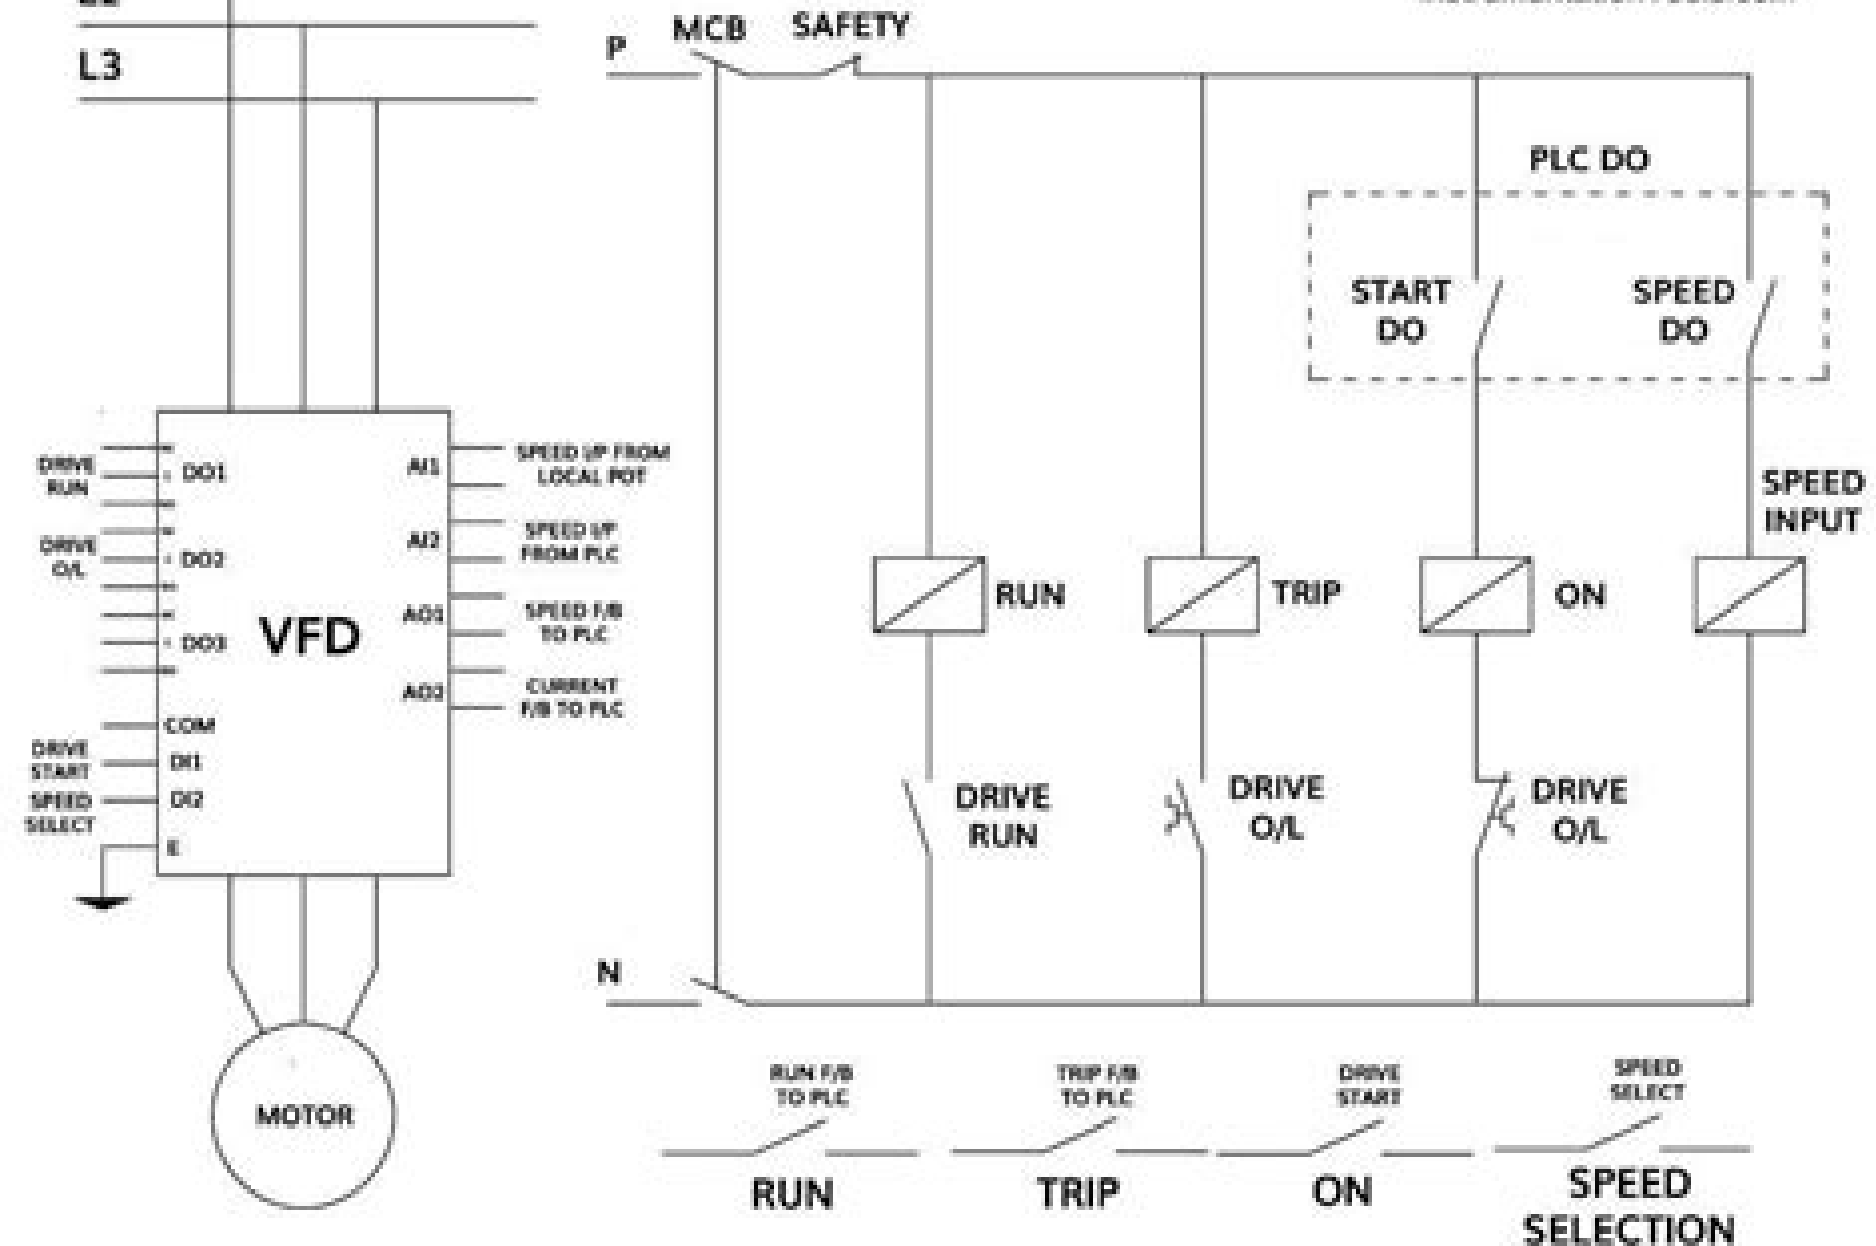 L3
P
MCB
SAFETY
PLC DO
START
DO
SPEED
DO
SPEED
INPUT
RUN
TRIP
ON
DRIVE
RUN
DRIVE
O/L
DRIVE
O/L
N
DRIVE
RUN
DO1
DRIVE
O/L
DO2
DO3
VFD
COM
DRIVE
START
DI1
SPEED
SELECT
DI2
E
AI1
SPEED I/P FROM
LOCAL POT
AI2
SPEED I/P
FROM PLC
AO1
SPEED F/B
TO PLC
AO2
CURRENT
F/B TO PLC
MOTOR
RUN F/B
TO PLC
RUN
TRIP F/B
TO PLC
TRIP
DRIVE
START
ON
SPEED
SELECT
SPEED
SELECTION